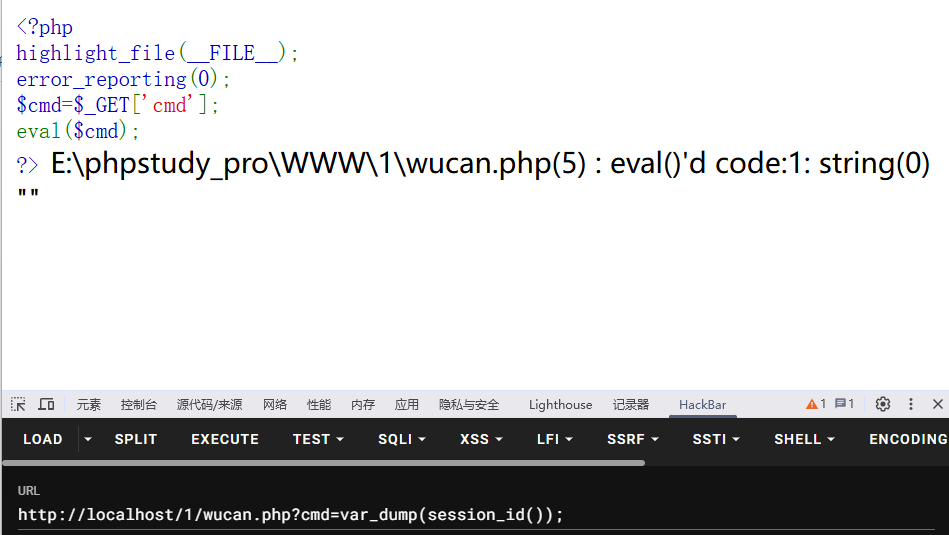 <?php
highlight_file(__FILE__);
error_reporting(0);
$cmd=$_GET['cmd'];
eval($cmd);
?> E:\phpstudy_pro\WWW\1\wucan.php(5) : eval()'d code:1: string(0)
""
元素 控制台 源代码/来源 网络 性能 内存 应用 隐私与安全 Lighthouse 记录器 HackBar 1 1
LOAD SPLIT EXECUTE TEST SQLI XSS LFI SSRF SSTI SHELL ENCODING
URL
http://localhost/1/wucan.php?cmd=var_dump(session_id());